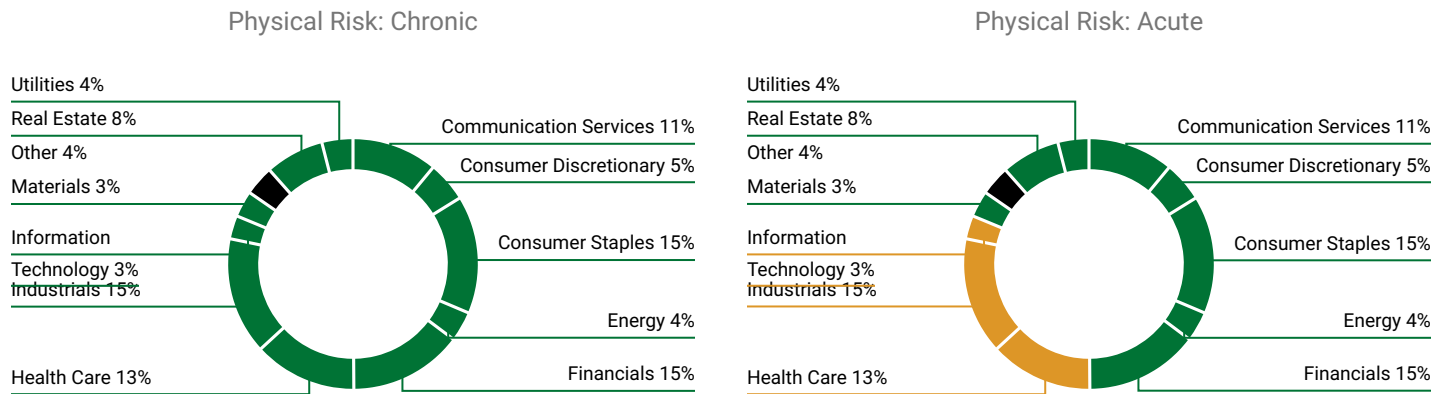 Physical Risk: Chronic
Utilities 4%
Real Estate 8%
Other 4%
Materials 3%
Information
Technology 3%
Industrials 15%
Health Care 13%
Communication Services 11%
Consumer Discretionary 5%
Consumer Staples 15%
Energy 4%
Financials 15%
Physical Risk: Acute
Utilities 4%
Real Estate 8%
Other 4%
Materials 3%
Information
Technology 3%
Industrials 15%
Health Care 13%
Communication Services 11%
Consumer Discretionary 5%
Consumer Staples 15%
Energy 4%
Financials 15%